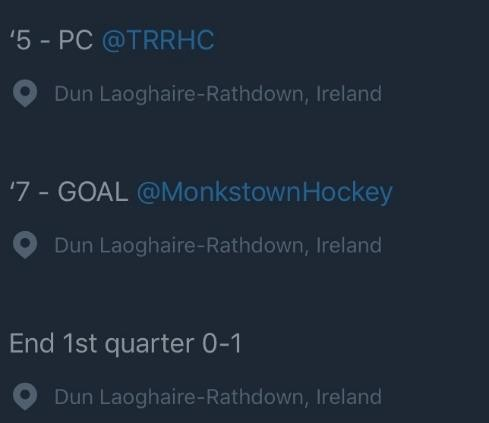 ‘5 - PC @TRRHC
Dun Laoghaire-Rathdown, Ireland
‘7 - GOAL @MonkstownHockey
Dun Laoghaire-Rathdown, Ireland
End 1st quarter 0-1
Dun Laoghaire-Rathdown, Ireland